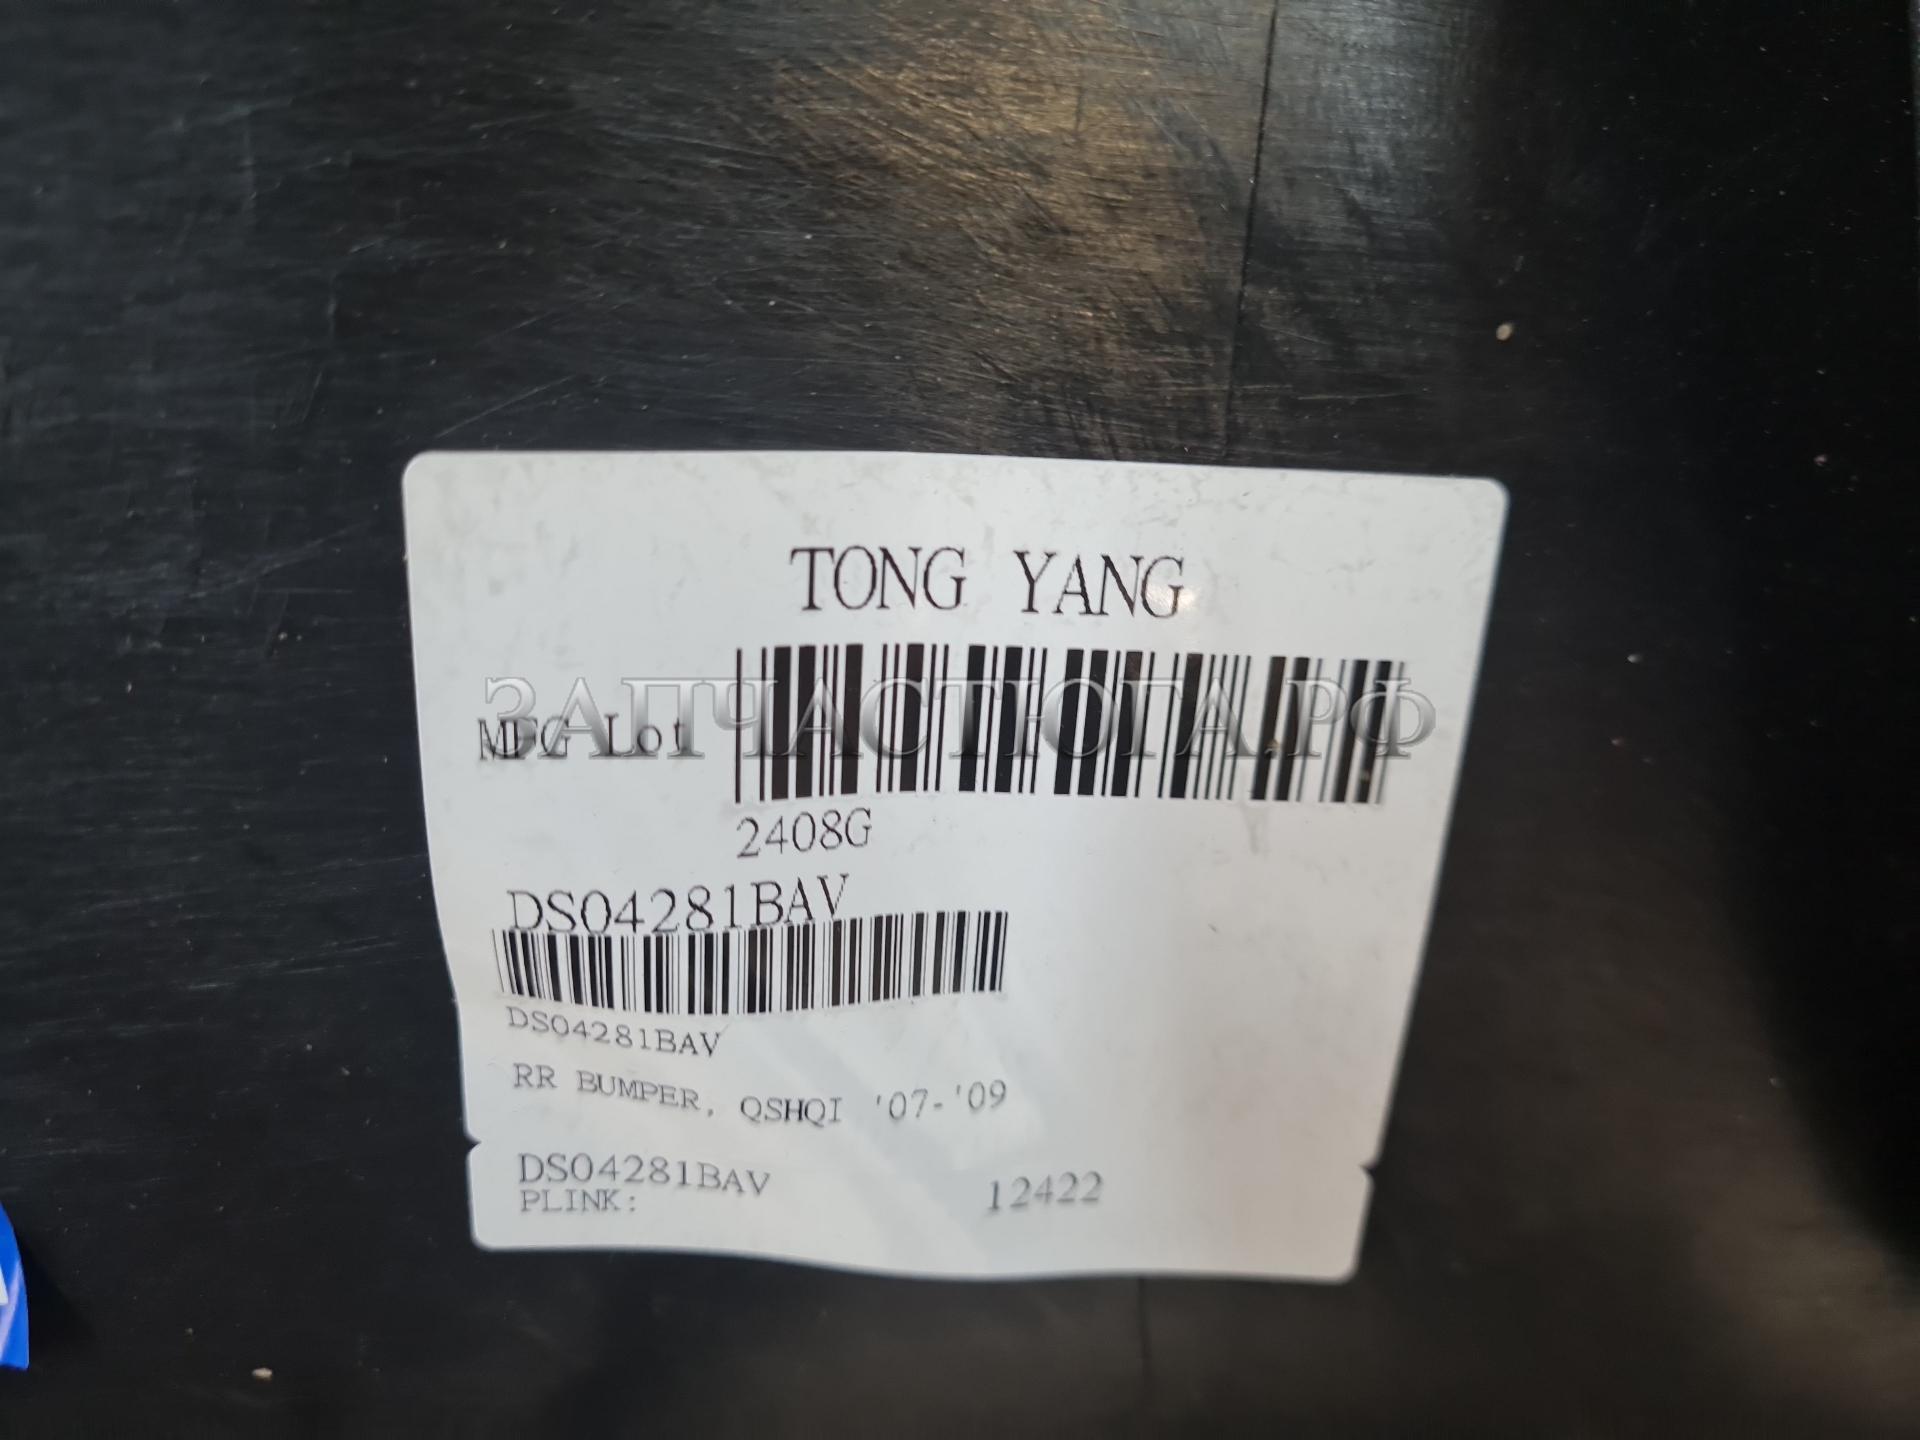 TONG YANG
MFG Lot
ЗАПЧАСТЮГА.РФ
2408G
DS04281BAV
DS04281BAV
RR BUMPER, QSHQI '07-'09
DS04281BAV 12422
PLINK: